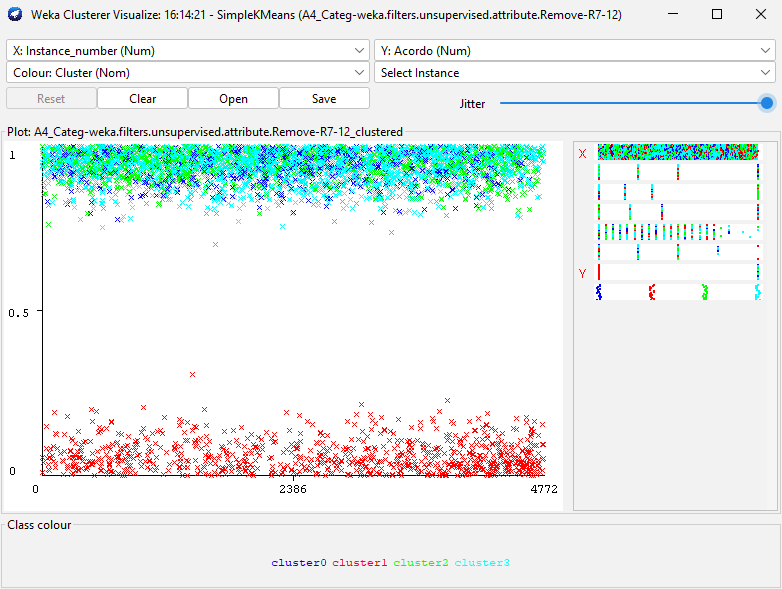 Weka Clusterer Visualize: 16:14:21 - SimpleKMeans (A4_Categ-weka.filters.unsupervised.attribute.Remove-R7-12)
X: Instance_number (Num) Y: Acordo (Num)
Colour: Cluster (Nom) Select Instance
Reset Clear Open Save Jitter
Plot: A4_Categ-weka.filters.unsupervised.attribute.Remove-R7-12_clustered
1
0.5
0
0 2386 4772
X
Y
Class colour
cluster0 cluster1 cluster2 cluster3